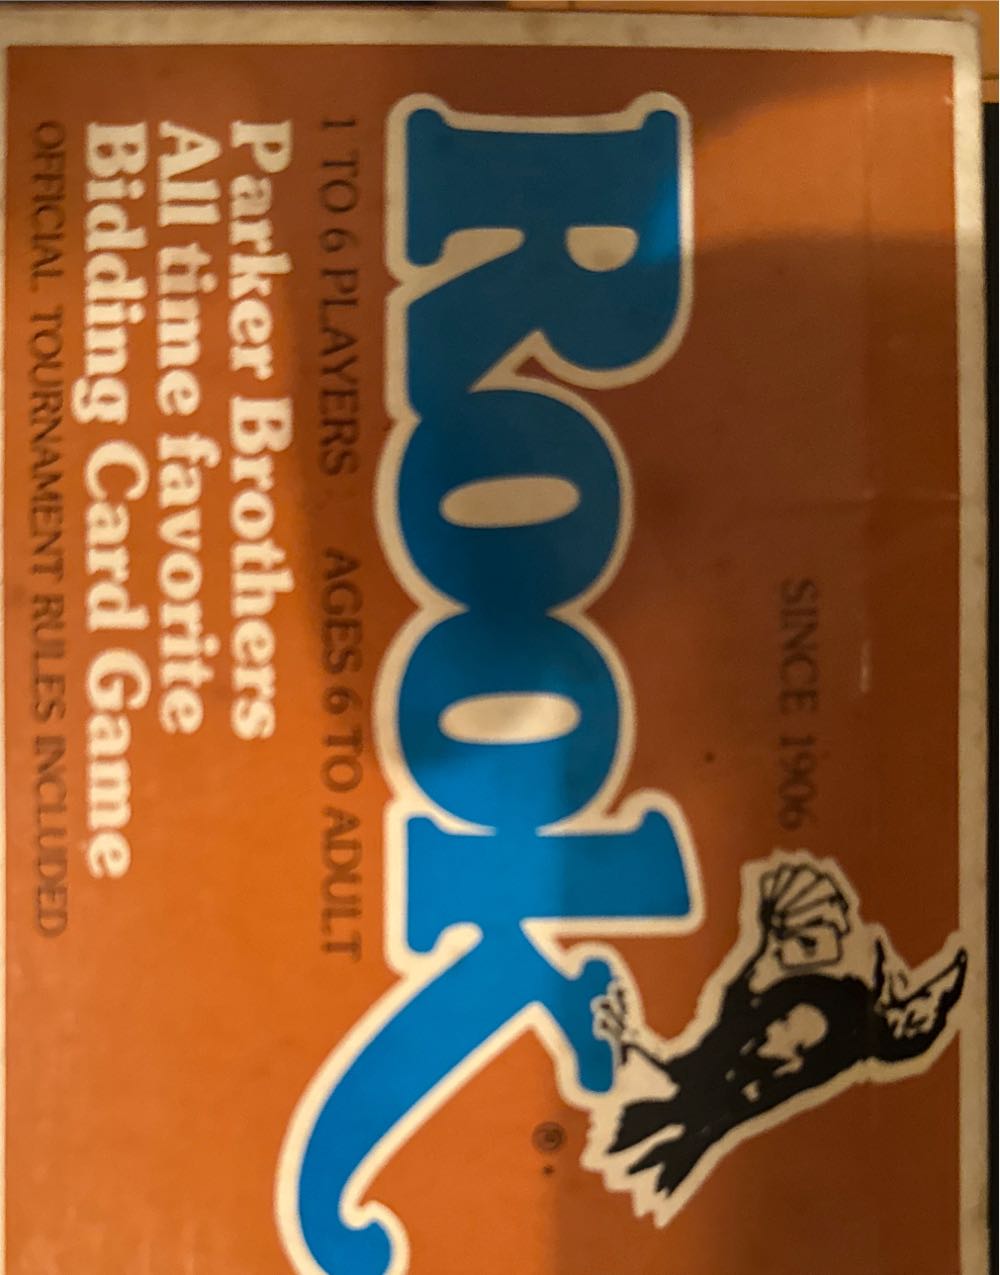 SINCE 1906
Rook®
1 TO 6 PLAYERS AGES 6 TO ADULT
Parker Brothers
All time favorite
Bidding Card Game
OFFICIAL TOURNAMENT RULES INCLUDED